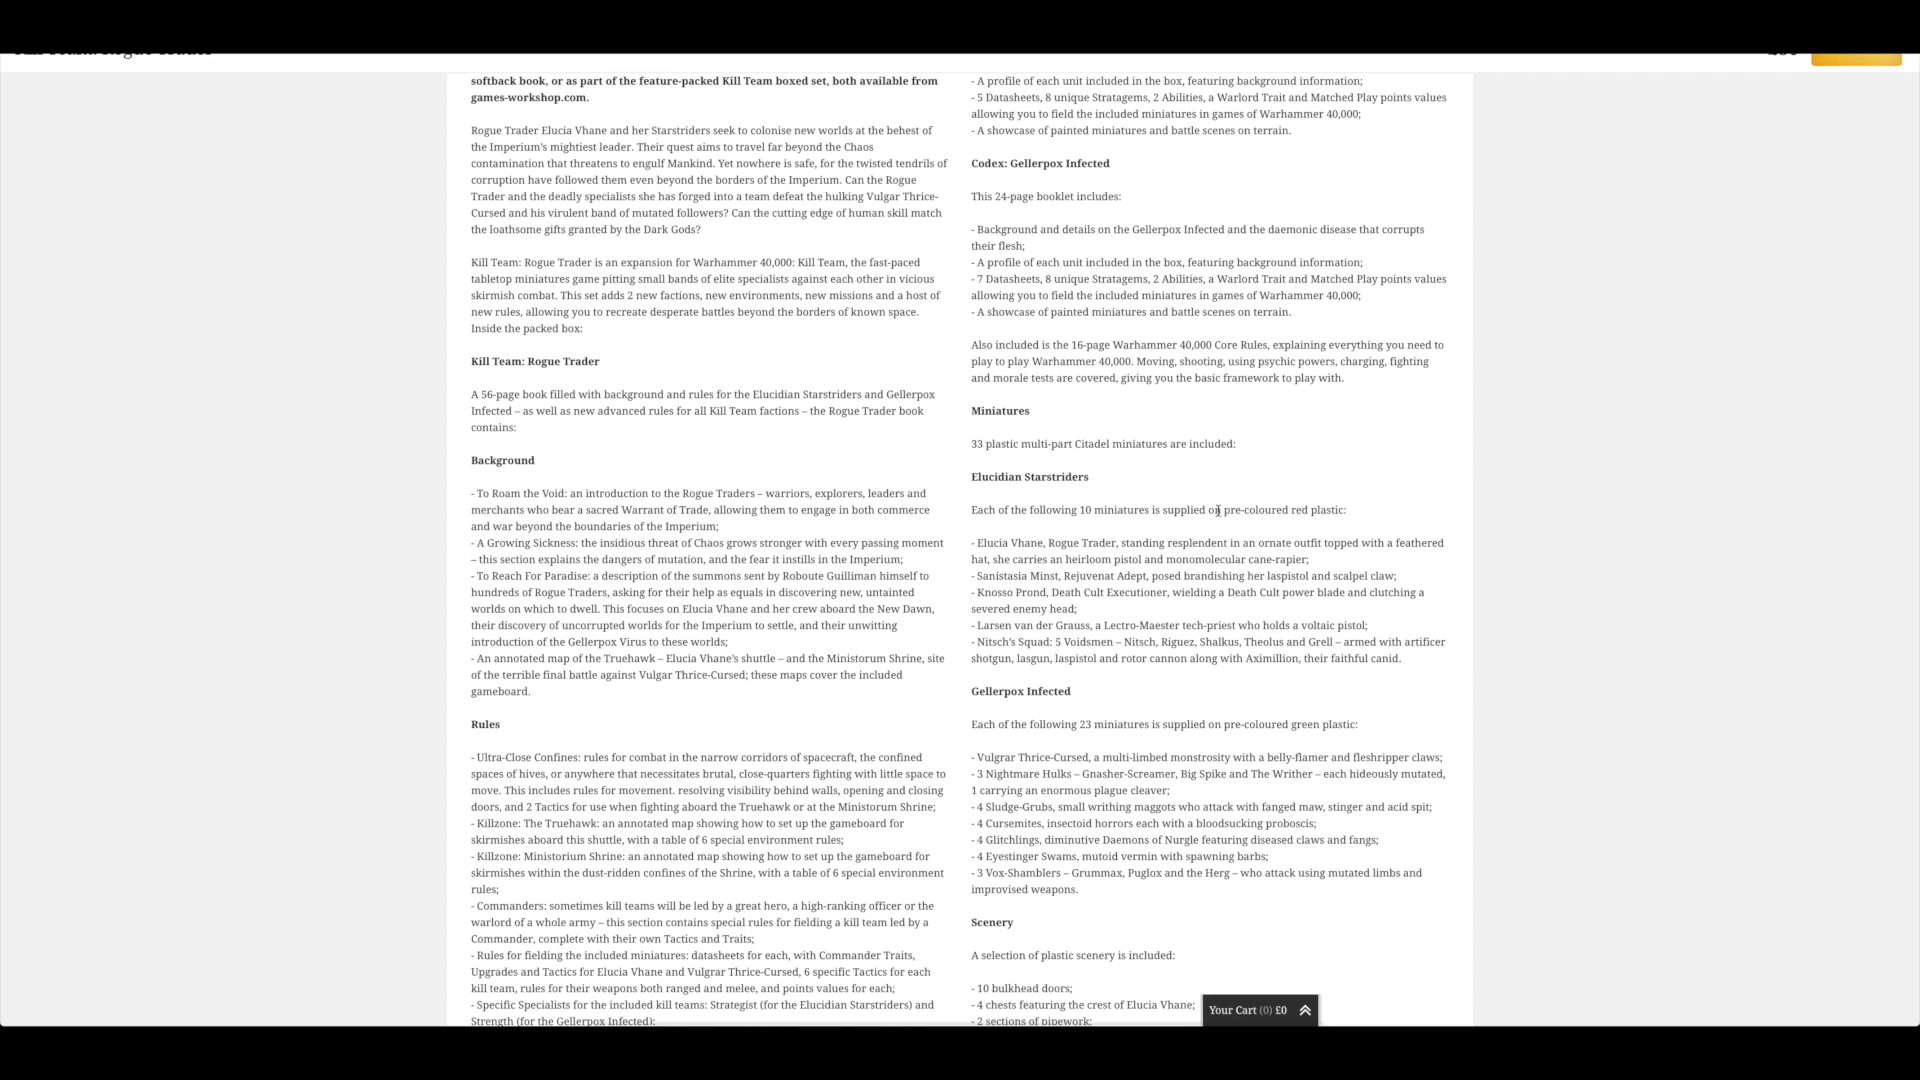 softback book, or as part of the feature-packed Kill Team boxed set, both available from
games-workshop.com.
Rogue Trader Elucia Vhane and her Starstriders seek to colonise new worlds at the behest of
the Imperium's mightiest leader. Their quest aims to travel far beyond the Chaos
contamination that threatens to engulf Mankind. Yet nowhere is safe, for the twisted tendrils of
corruption have followed them even beyond the borders of the Imperium. Can the Rogue
Trader and the deadly specialists she has forged into a team defeat the hulking Vulgar Thrice-
Cursed and his virulent band of mutated followers? Can the cutting edge of human skill match
the loathsome gifts granted by the Dark Gods?
Kill Team: Rogue Trader is an expansion for Warhammer 40,000: Kill Team, the fast-paced
tabletop miniatures game pitting small bands of elite specialists against each other in vicious
skirmish combat. This set adds 2 new factions, new environments, new missions and a host of
new rules, allowing you to recreate desperate battles beyond the borders of known space.
Inside the packed box:
Kill Team: Rogue Trader
A 56-page book filled with background and rules for the Elucidian Starstriders and Gellerpox
Infected – as well as new advanced rules for all Kill Team factions – the Rogue Trader book
contains:
Background
- To Roam the Void: an introduction to the Rogue Traders – warriors, explorers, leaders and
merchants who bear a sacred Warrant of Trade, allowing them to engage in both commerce
and war beyond the boundaries of the Imperium;
- A Growing Sickness: the insidious threat of Chaos grows stronger with every passing moment
– this section explains the dangers of mutation, and the fear it instills in the Imperium;
- To Reach For Paradise: a description of the summons sent by Roboute Guilliman himself to
hundreds of Rogue Traders, asking for their help as equals in discovering new, untainted
worlds on which to dwell. This focuses on Elucia Vhane and her crew aboard the New Dawn,
their discovery of uncorrupted worlds for the Imperium to settle, and their unwitting
introduction of the Gellerpox Virus to these worlds;
- An annotated map of the Truehawk – Elucia Vhane's shuttle – and the Ministorum Shrine, site
of the terrible final battle against Vulgar Thrice-Cursed; these maps cover the included
gameboard.
Rules
- Ultra-Close Confines: rules for combat in the narrow corridors of spacecraft, the confined
spaces of hives, or anywhere that necessitates brutal, close-quarters fighting with little space to
move. This includes rules for movement. resolving visibility behind walls, opening and closing
doors, and 2 Tactics for use when fighting aboard the Truehawk or at the Ministorum Shrine;
- Killzone: The Truehawk: an annotated map showing how to set up the gameboard for
skirmishes aboard this shuttle, with a table of 6 special environment rules;
- Killzone: Ministorium Shrine: an annotated map showing how to set up the gameboard for
skirmishes within the dust-ridden confines of the Shrine, with a table of 6 special environment
rules;
- Commanders: sometimes kill teams will be led by a great hero, a high-ranking officer or the
warlord of a whole army – this section contains special rules for fielding a kill team led by a
Commander, complete with their own Tactics and Traits;
- Rules for fielding the included miniatures: datasheets for each, with Commander Traits,
Upgrades and Tactics for Elucia Vhane and Vulgrar Thrice-Cursed, 6 specific Tactics for each
kill team, rules for their weapons both ranged and melee, and points values for each;
- Specific Specialists for the included kill teams: Strategist (for the Elucidian Starstriders) and
Strength (for the Gellerpox Infected);
- A profile of each unit included in the box, featuring background information;
- 5 Datasheets, 8 unique Stratagems, 2 Abilities, a Warlord Trait and Matched Play points values
allowing you to field the included miniatures in games of Warhammer 40,000;
- A showcase of painted miniatures and battle scenes on terrain.
Codex: Gellerpox Infected
This 24-page booklet includes:
- Background and details on the Gellerpox Infected and the daemonic disease that corrupts
their flesh;
- A profile of each unit included in the box, featuring background information;
- 7 Datasheets, 8 unique Stratagems, 2 Abilities, a Warlord Trait and Matched Play points values
allowing you to field the included miniatures in games of Warhammer 40,000;
- A showcase of painted miniatures and battle scenes on terrain.
Also included is the 16-page Warhammer 40,000 Core Rules, explaining everything you need to
play to play Warhammer 40,000. Moving, shooting, using psychic powers, charging, fighting
and morale tests are covered, giving you the basic framework to play with.
Miniatures
33 plastic multi-part Citadel miniatures are included:
Elucidian Starstriders
Each of the following 10 miniatures is supplied on pre-coloured red plastic:
- Elucia Vhane, Rogue Trader, standing resplendent in an ornate outfit topped with a feathered
hat, she carries an heirloom pistol and monomolecular cane-rapier;
- Sanistasia Minst, Rejuvenat Adept, posed brandishing her laspistol and scalpel claw;
- Knosso Prond, Death Cult Executioner, wielding a Death Cult power blade and clutching a
severed enemy head;
- Larsen van der Grauss, a Lectro-Maester tech-priest who holds a voltaic pistol;
- Nitsch's Squad: 5 Voidsmen – Nitsch, Riguez, Shalkus, Theolus and Grell – armed with artificer
shotgun, lasgun, laspistol and rotor cannon along with Aximillion, their faithful canid.
Gellerpox Infected
Each of the following 23 miniatures is supplied on pre-coloured green plastic:
- Vulgrar Thrice-Cursed, a multi-limbed monstrosity with a belly-flamer and fleshripper claws;
- 3 Nightmare Hulks – Gnasher-Screamer, Big Spike and The Writher – each hideously mutated,
1 carrying an enormous plague cleaver;
- 4 Sludge-Grubs, small writhing maggots who attack with fanged maw, stinger and acid spit;
- 4 Cursemites, insectoid horrors each with a bloodsucking proboscis;
- 4 Glitchlings, diminutive Daemons of Nurgle featuring diseased claws and fangs;
- 4 Eyestinger Swams, mutoid vermin with spawning barbs;
- 3 Vox-Shamblers – Grummax, Puglox and the Herg – who attack using mutated limbs and
improvised weapons.
Scenery
A selection of plastic scenery is included:
- 10 bulkhead doors;
- 4 chests featuring the crest of Elucia Vhane;
- 2 sections of pipework;
Your Cart (0) £0